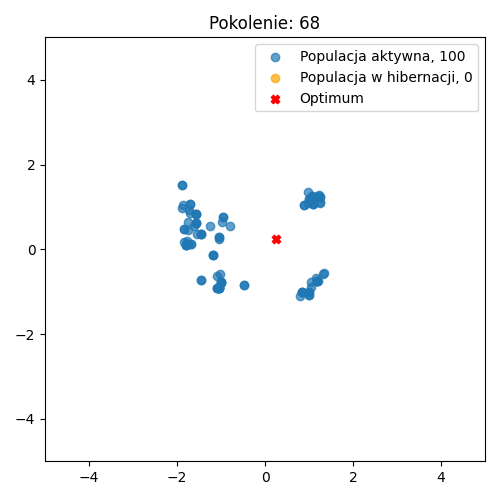 Pokolenie: 68
Populacja aktywna, 100
Populacja w hibernacji, 0
Optimum
4
2
0
−2
−4
−4 −2 0 2 4